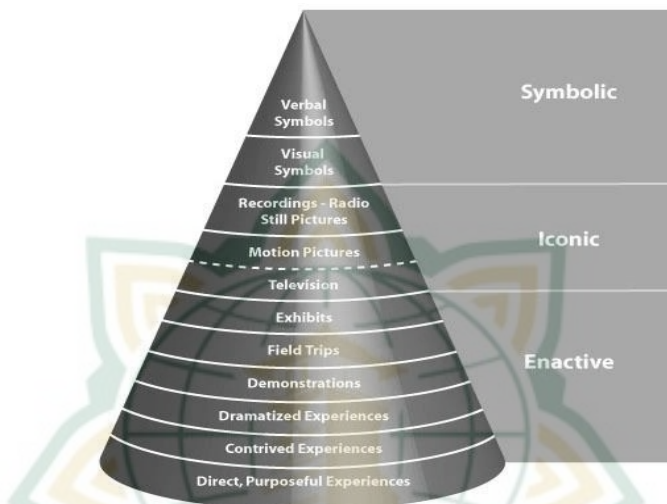 Verbal
Symbols
Symbolic
Visual
Symbols
Recordings - Radio
Still Pictures
Iconic
Motion Pictures
Television
Exhibits
Field Trips
Enactive
Demonstrations
Dramatized Experiences
Contrived Experiences
Direct, Purposeful Experiences